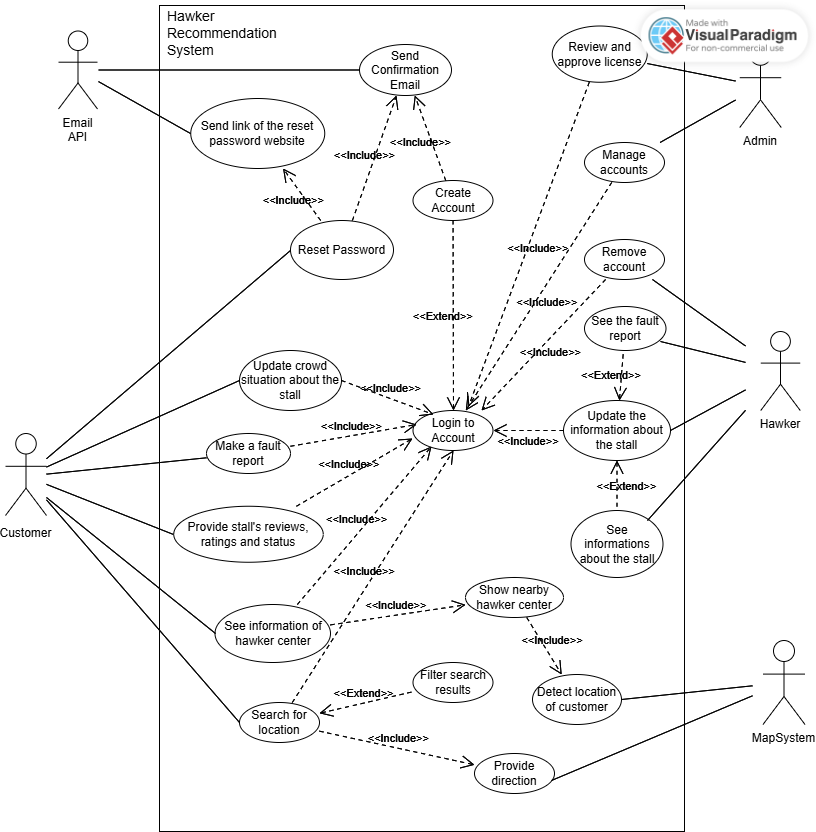 Hawker
Recommendation
System
Made with
VisualParadigm
For non-commercial use
Send
Confirmation
Email
Review and
approve license
Email
API
Admin
Send link of the reset
password website
<<Include>>
<<Include>>
Manage
accounts
<<Include>>
Create
Account
Reset Password
<<Include>>
Remove
account
<<Include>>
<<Extend>>
See the fault
report
<<Include>>
<<Extend>>
Update crowd
situation about the
stall
<<Include>>
Login to
Account
Update the
information about
the stall
Hawker
<<Include>>
<<Include>>
Make a fault
report
<<Include>>
<<Extend>>
Customer
Provide stall's reviews,
ratings and status
<<Include>>
See
informations
about the stall
<<Include>>
Show nearby
hawker center
<<Include>>
See information of
hawker center
<<Include>>
Filter search
results
<<Extend>>
Detect location
of customer
Search for
location
<<Include>>
MapSystem
Provide
direction